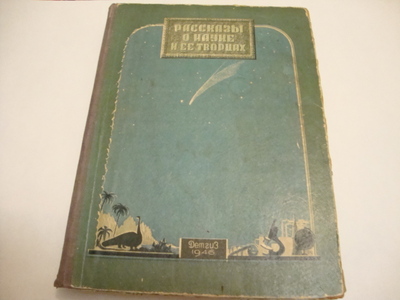 РАССКАЗЫ
О НАУКЕ
И ЕЕ ТВОРЦАХ
Детгиз
1946